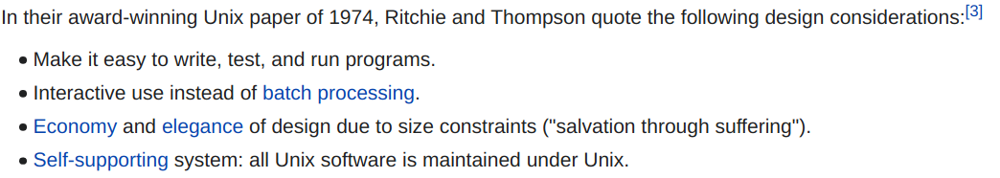 In their award-winning Unix paper of 1974, Ritchie and Thompson quote the following design considerations:[3]
• Make it easy to write, test, and run programs.
• Interactive use instead of batch processing.
• Economy and elegance of design due to size constraints ("salvation through suffering").
• Self-supporting system: all Unix software is maintained under Unix.